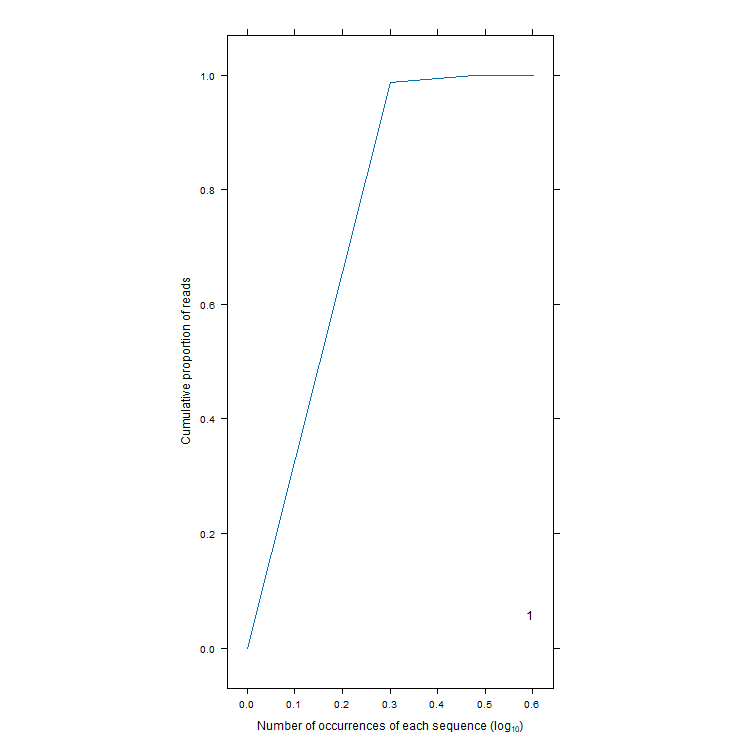 1.0
0.8
0.6
0.4
0.2
0.0
Cumulative proportion of reads
1
0.0 0.1 0.2 0.3 0.4 0.5 0.6
Number of occurrences of each sequence (log₁₀)